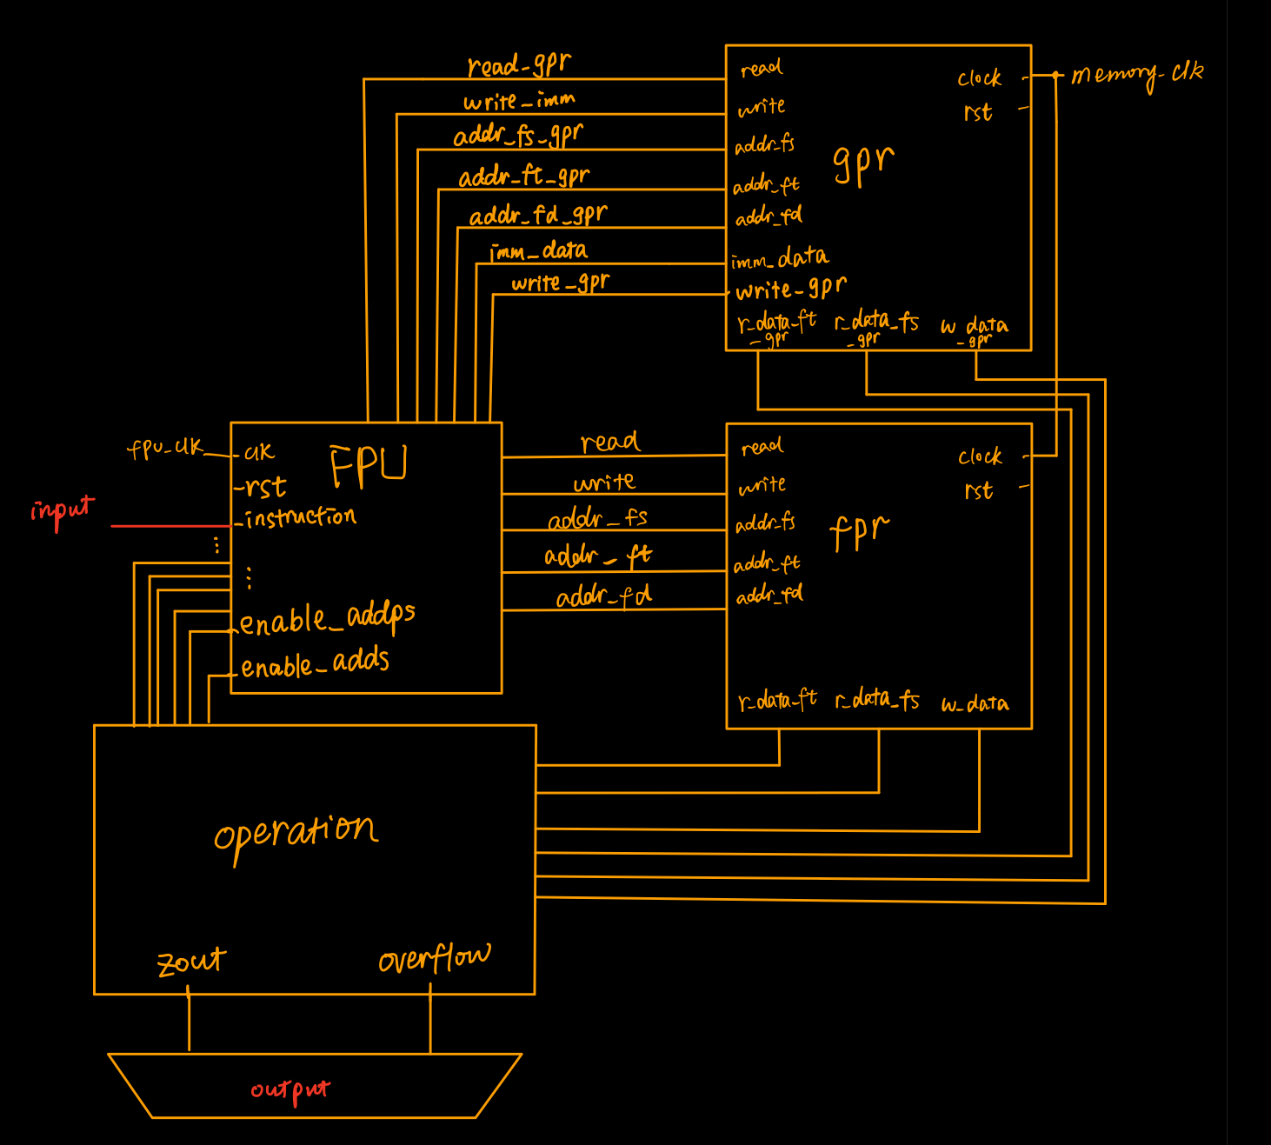 read_gpr
write_imm
addr_fs_gpr
addr_ft_gpr
addr_fd_gpr
imm_data
write_gpr
read
write
addr_fs
addr_ft
addr_fd
imm_data
write_gpr
r_data_ft_gpr
r_data_fs_gpr
w_data_gpr
gpr
clock
rst
memory_clk
fpu_clk
clk
rst
instruction
FPU
input
enable_addps
enable_adds
read
write
addr_fs
addr_ft
addr_fd
read
write
addr_fs
addr_ft
addr_fd
fpr
clock
rst
r_data_ft
r_data_fs
w_data
operation
zout
overflow
output